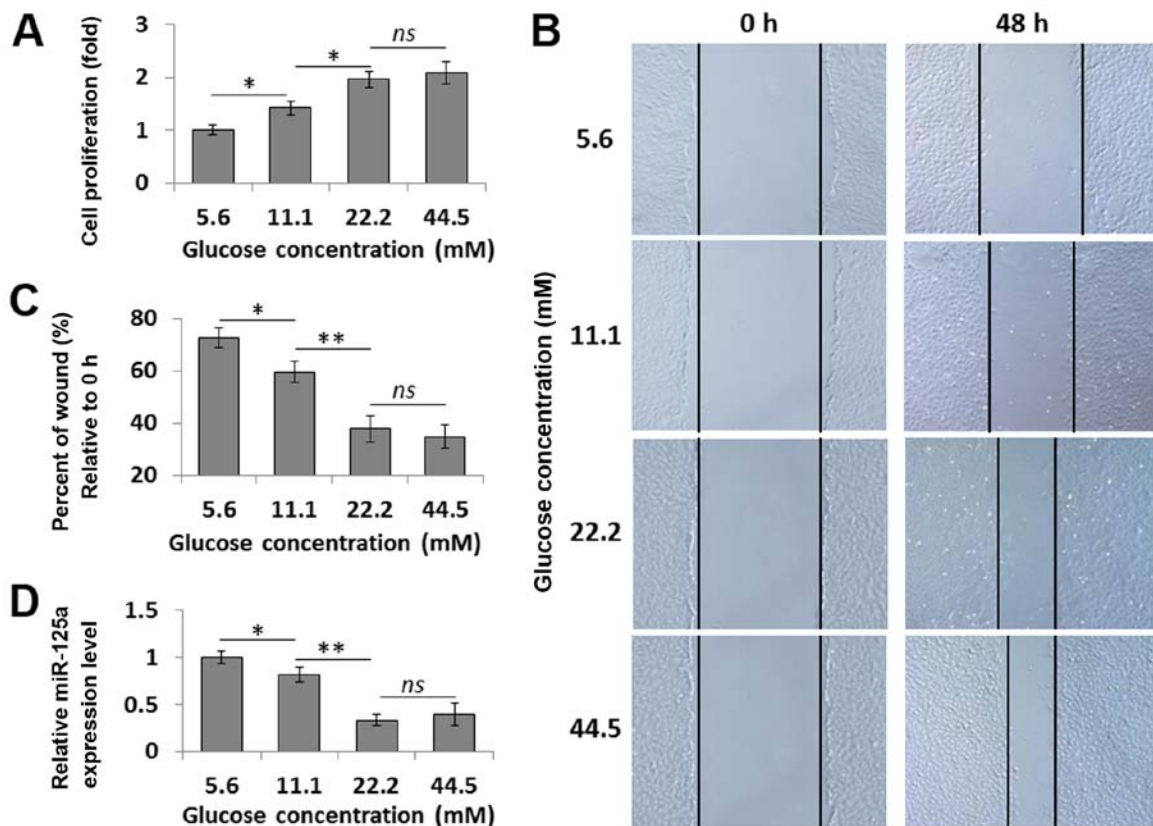 A
Cell proliferation (fold)
3
2
1
0
*
*
ns
5.6 11.1 22.2 44.5
Glucose concentration (mM)
B
0 h 48 h
Glucose concentration (mM)
5.6
11.1
22.2
44.5
C
Percent of wound (%)
Relative to 0 h
80
60
40
20
*
**
ns
5.6 11.1 22.2 44.5
Glucose concentration (mM)
D
Relative miR-125a
expression level
1.5
1
0.5
0
*
**
ns
5.6 11.1 22.2 44.5
Glucose concentration (mM)